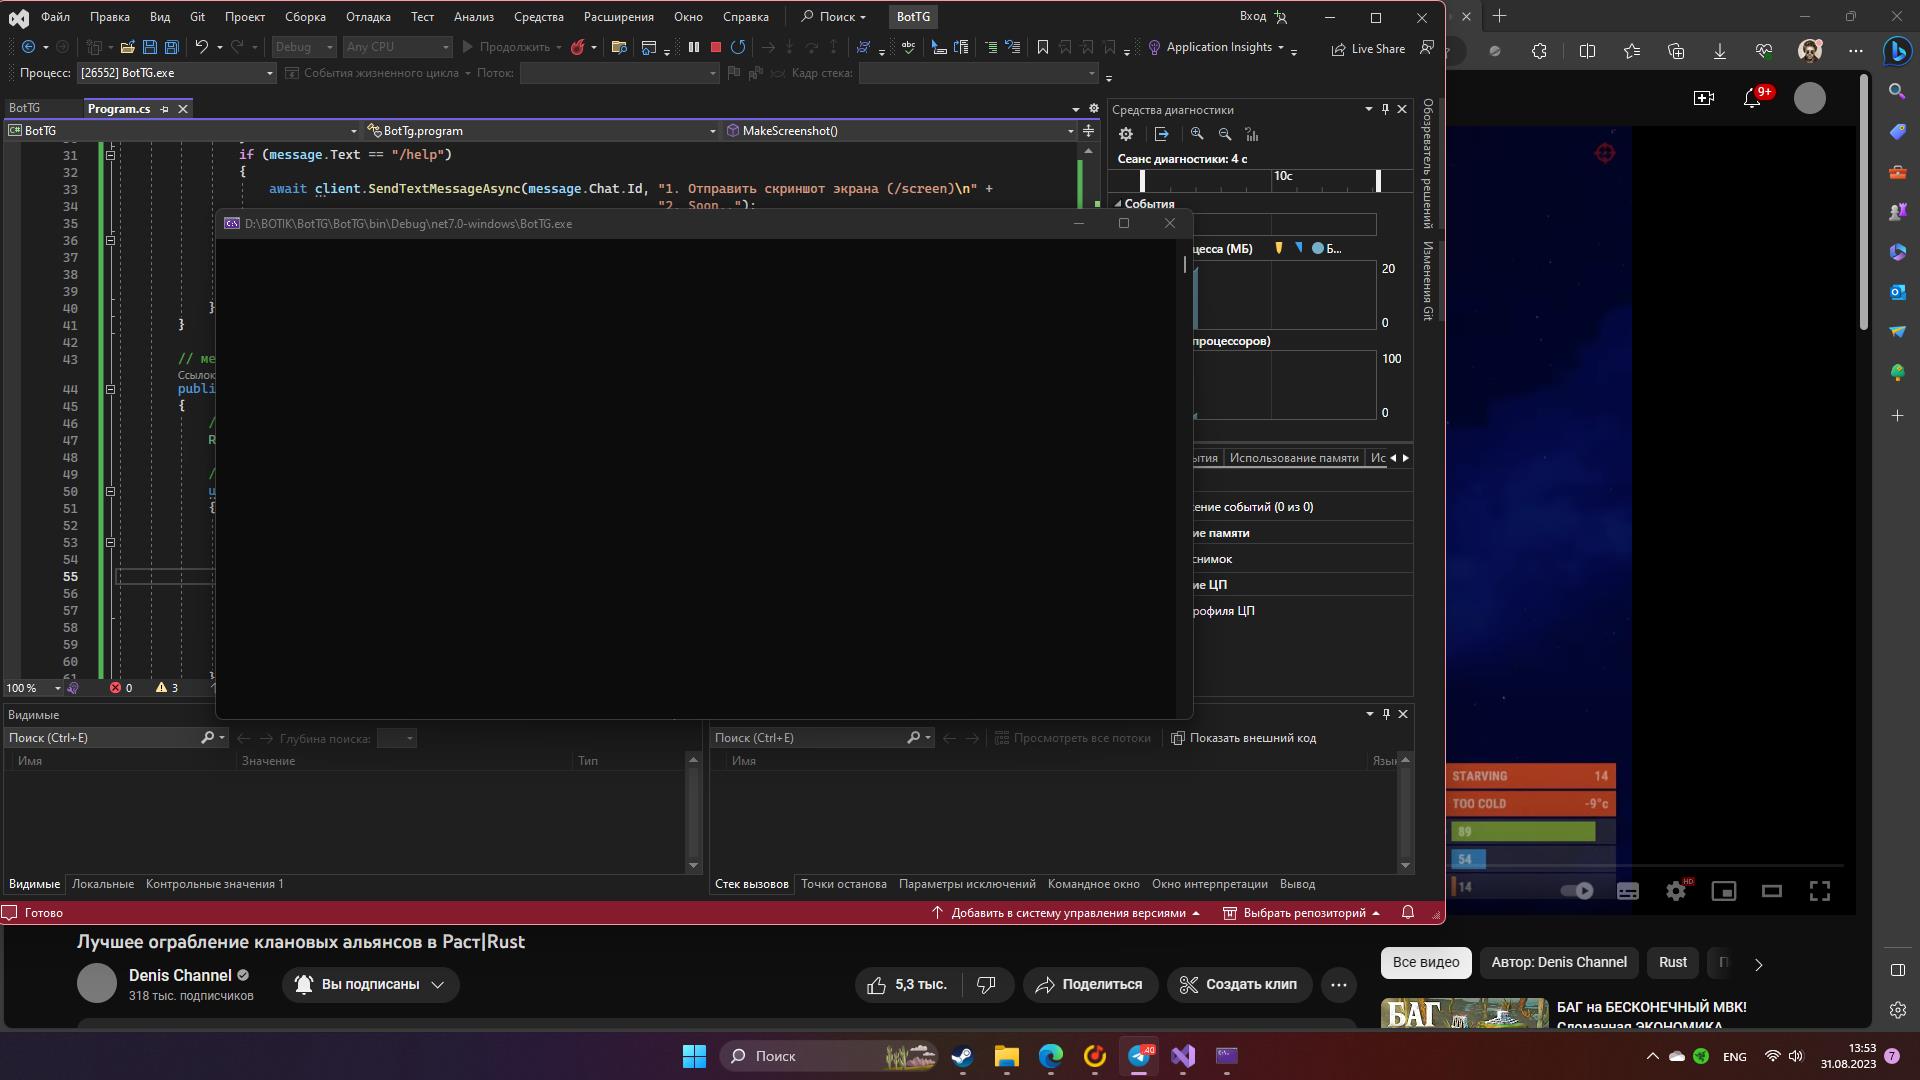 Файл Правка Вид Git Проект Сборка Отладка Тест Анализ Средства Расширения Окно Справка Поиск BotTG Вход
Debug Any CPU Продолжить Application Insights Live Share
Процесс: [26552] BotTG.exe События жизненного цикла Поток: Кадр стека:
BotTG Program.cs
BotTG BotTg.program MakeScreenshot()
31 if (message.Text == "/help")
32 {
33 await client.SendTextMessageAsync(message.Chat.Id, "1. Отправить скриншот экрана (/screen)\n" +
34 "2. Soon..");
D:\BOTIK\BotTG\BotTG\bin\Debug\net7.0-windows\BotTG.exe
35
36
37
38
39
40 }
41 }
42
43 // ме
Ссылок
44 publi
45 {
46 /
47 R
48
49 /
50 u
51 {
52
53
54
55
56
57
58
59
60
61
100 % 0 3
Средства диагностики
Сеанс диагностики: 4 с
10с
События
цесса (МБ) Б...
20
0
процессоров)
100
0
ытия Использование памяти Ис
ение событий (0 из 0)
ие памяти
снимок
ие ЦП
рофиля ЦП
Обозреватель решений
Изменения Git
Видимые
Поиск (Ctrl+E) Глубина поиска:
Имя Значение Тип
Видимые Локальные Контрольные значения 1
Поиск (Ctrl+E) Просмотреть все потоки Показать внешний код
Имя Язык
Стек вызовов Точки останова Параметры исключений Командное окно Окно интерпретации Вывод
Готово Добавить в систему управления версиями Выбрать репозиторий
9+
STARVING 14
TOO COLD -9°c
89
54
14
HD
Лучшее ограбление клановых альянсов в Раст|Rust
Denis Channel
318 тыс. подписчиков
Вы подписаны
5,3 тыс. Поделиться Создать клип
Все видео Автор: Denis Channel Rust
БАГ
БАГ на БЕСКОНЕЧНЫЙ МВК!
Сломанная ЭКОНОМИКА
Поиск
40
ENG
13:53
31.08.2023
7